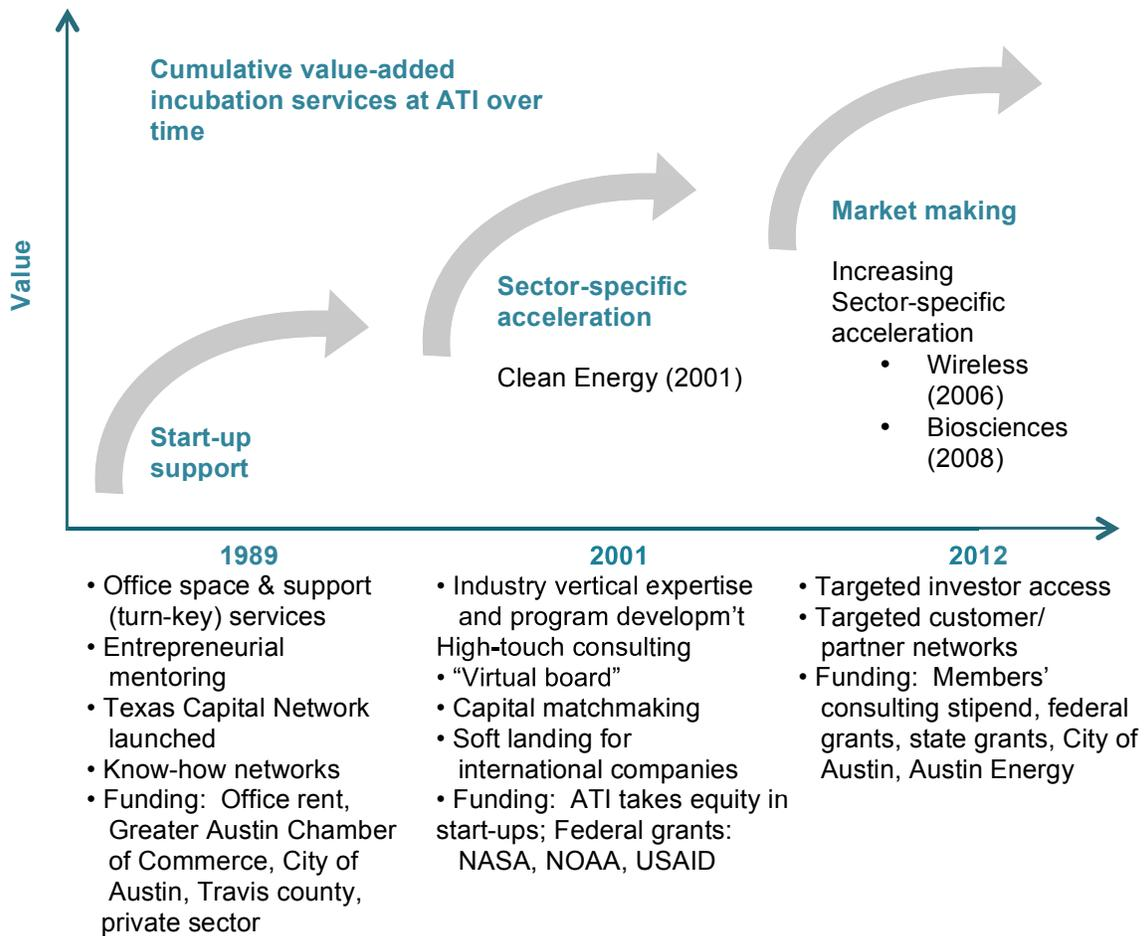 Cumulative value-added
incubation services at ATI over
time
Value
Start-up
support
Sector-specific
acceleration
Clean Energy (2001)
Market making
Increasing
Sector-specific
acceleration
• Wireless
(2006)
• Biosciences
(2008)
1989
• Office space & support
(turn-key) services
• Entrepreneurial
mentoring
• Texas Capital Network
launched
• Know-how networks
• Funding: Office rent,
Greater Austin Chamber
of Commerce, City of
Austin, Travis county,
private sector
2001
• Industry vertical expertise
and program developm't
High-touch consulting
• “Virtual board”
• Capital matchmaking
• Soft landing for
international companies
• Funding: ATI takes equity in
start-ups; Federal grants:
NASA, NOAA, USAID
2012
• Targeted investor access
• Targeted customer/
partner networks
• Funding: Members’
consulting stipend, federal
grants, state grants, City of
Austin, Austin Energy